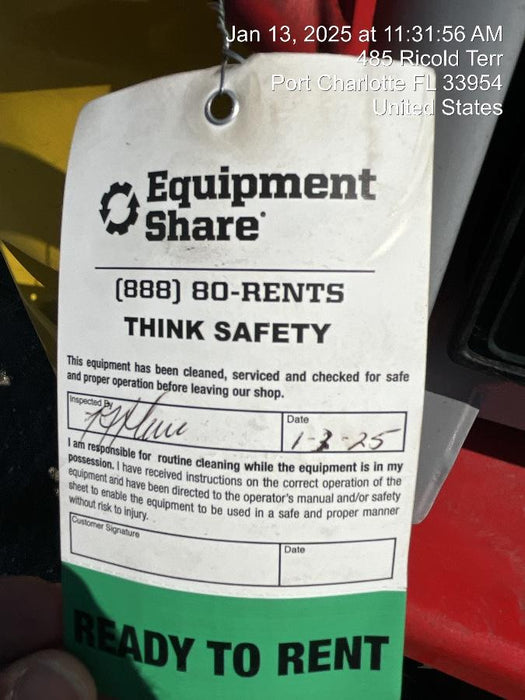 Jan 13, 2025 at 11:31:56 AM
485 Ricold Terr
Port Charlotte FL 33954
United States
Equipment
Share
(888) 80-RENTS
THINK SAFETY
This equipment has been cleaned, serviced and checked for safe
and proper operation before leaving our shop.
Inspected By
Date
1-3-25
I am responsible for routine cleaning while the equipment is in my
possession. I have received instructions on the correct operation of the
equipment and have been directed to the operator's manual and/or safety
sheet to enable the equipment to be used in a safe and proper manner
without risk to injury.
Customer Signature
Date
READY TO RENT